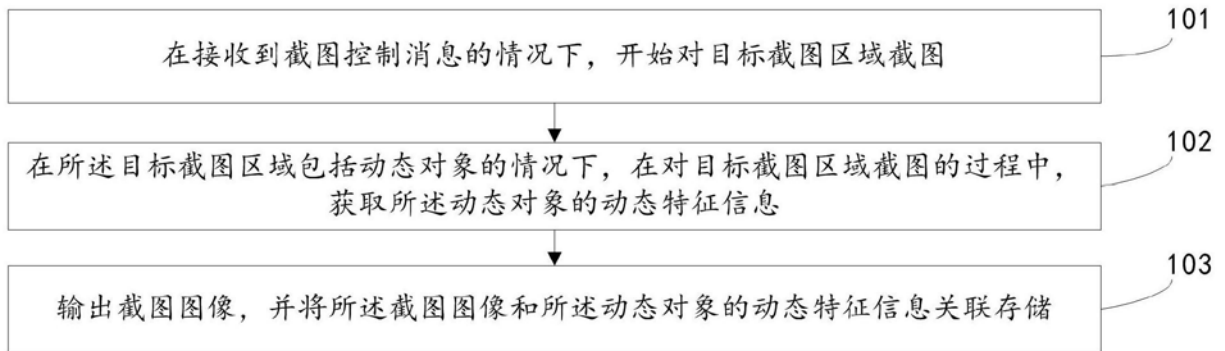 101
在接收到截图控制消息的情况下，开始对目标截图区域截图
102
在所述目标截图区域包括动态对象的情况下，在对目标截图区域截图的过程中，
获取所述动态对象的动态特征信息
103
输出截图图像，并将所述截图图像和所述动态对象的动态特征信息关联存储